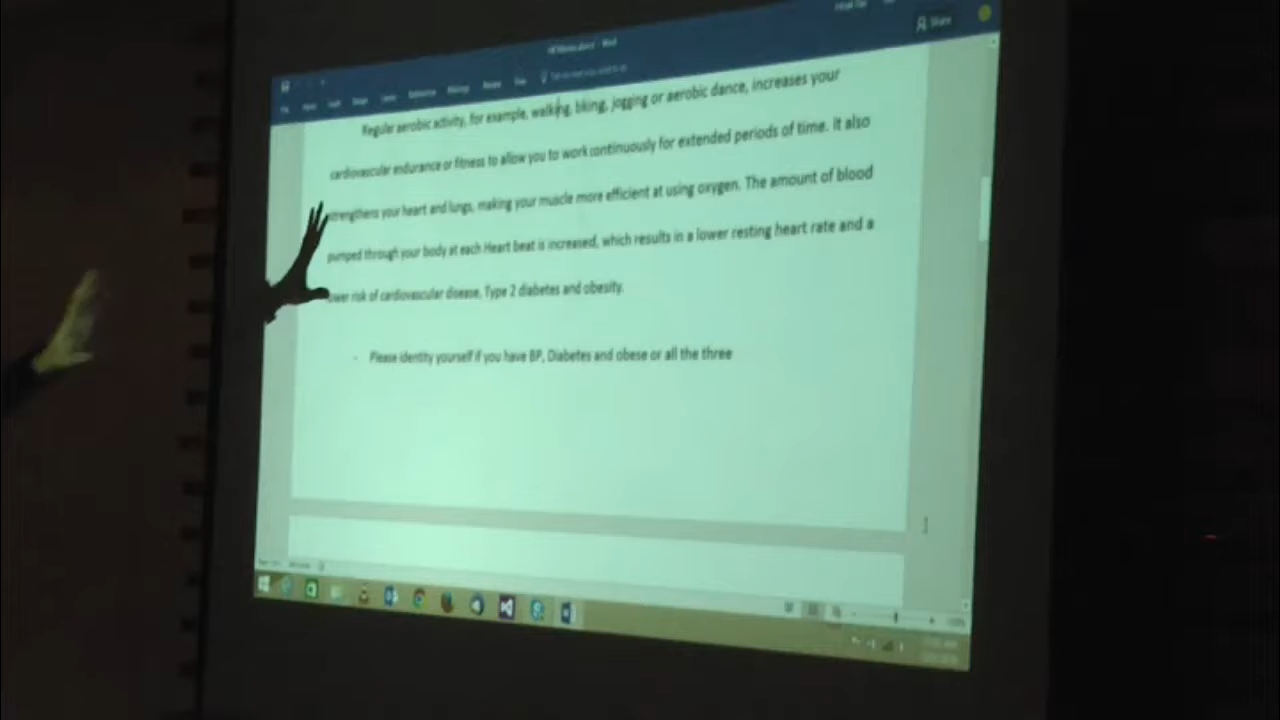 Share
Regular aerobic activity, for example, walking, biking, jogging or aerobic dance, increases your
cardiovascular endurance or fitness to allow you to work continuously for extended periods of time. It also
strengthens your heart and lungs, making your muscle more efficient at using oxygen. The amount of blood
pumped through your body at each Heart beat is increased, which results in a lower resting heart rate and a
lower risk of cardiovascular disease, Type 2 diabetes and obesity.
- Please identity yourself if you have BP, Diabetes and obese or all the three